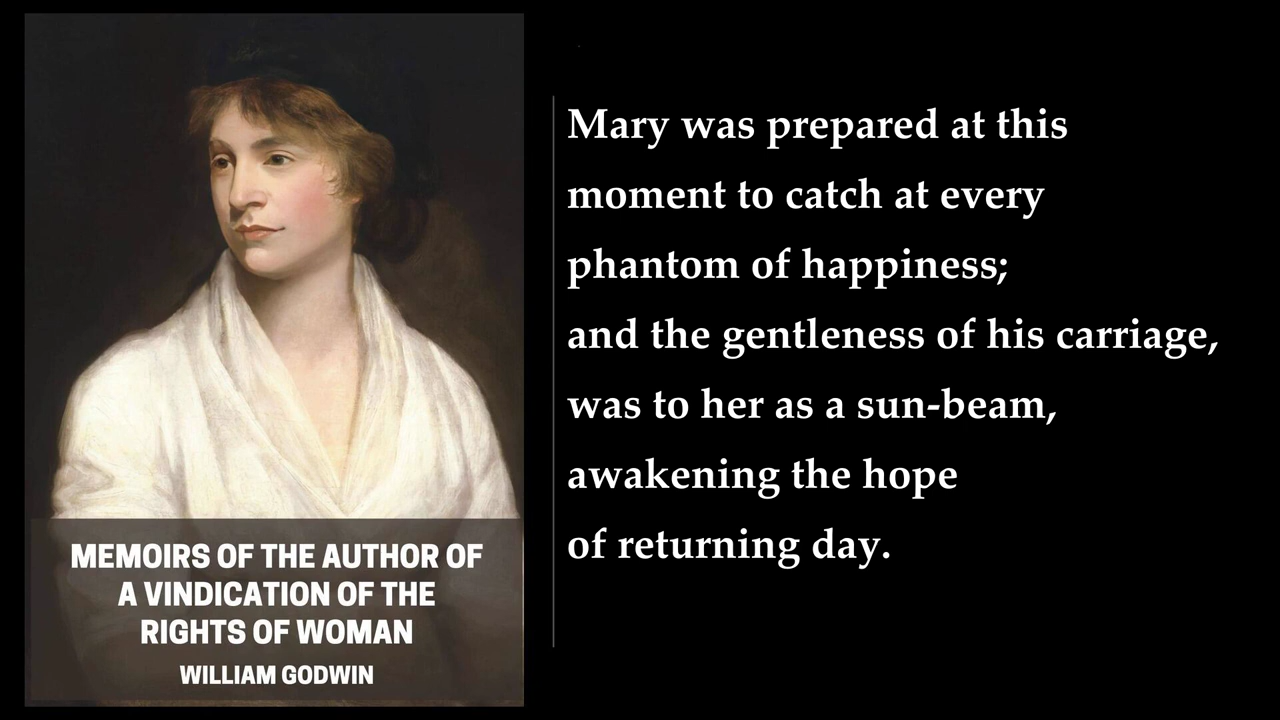 MEMOIRS OF THE AUTHOR OF
A VINDICATION OF THE
RIGHTS OF WOMAN
WILLIAM GODWIN
Mary was prepared at this
moment to catch at every
phantom of happiness;
and the gentleness of his carriage,
was to her as a sun-beam,
awakening the hope
of returning day.